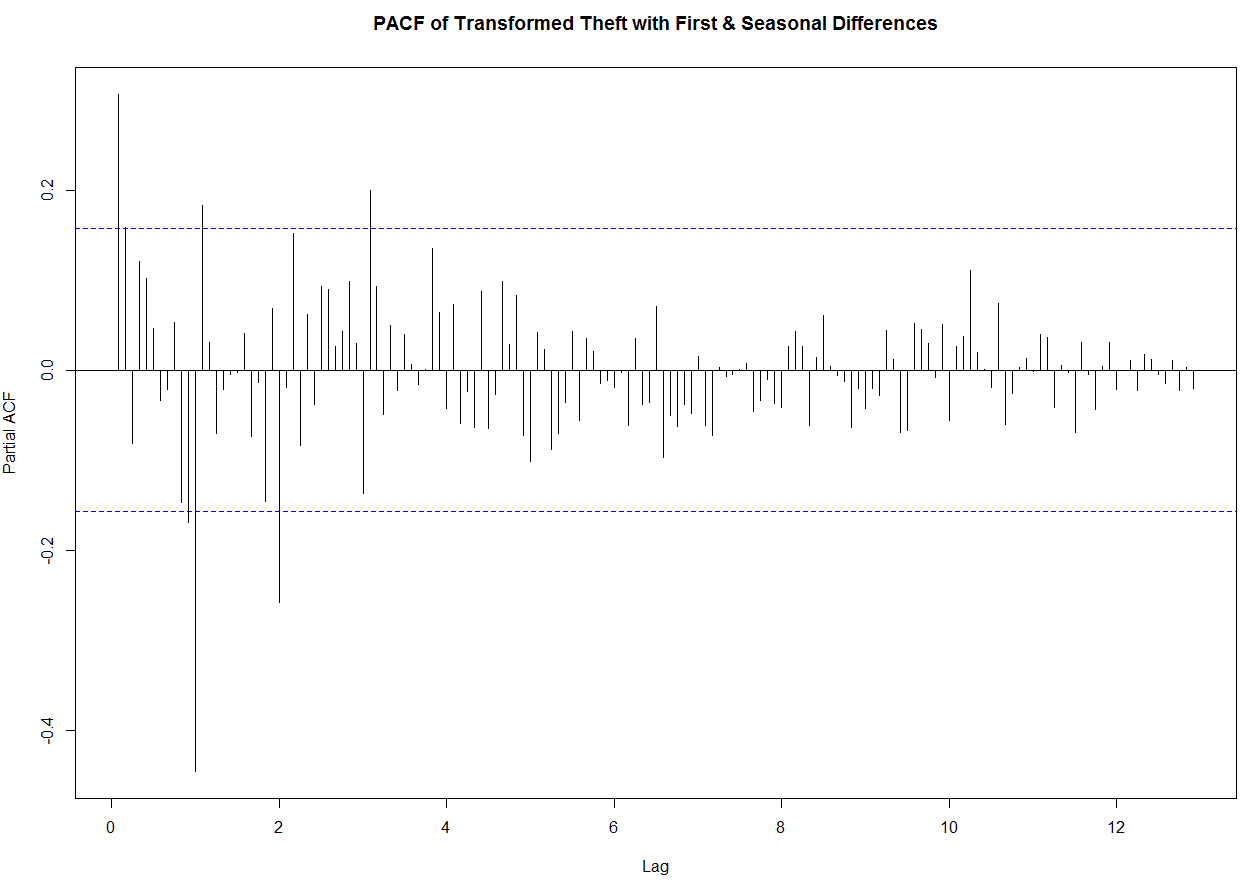 PACF of Transformed Theft with First & Seasonal Differences
Partial ACF
0.2
0.0
-0.2
-0.4
0 2 4 6 8 10 12
Lag